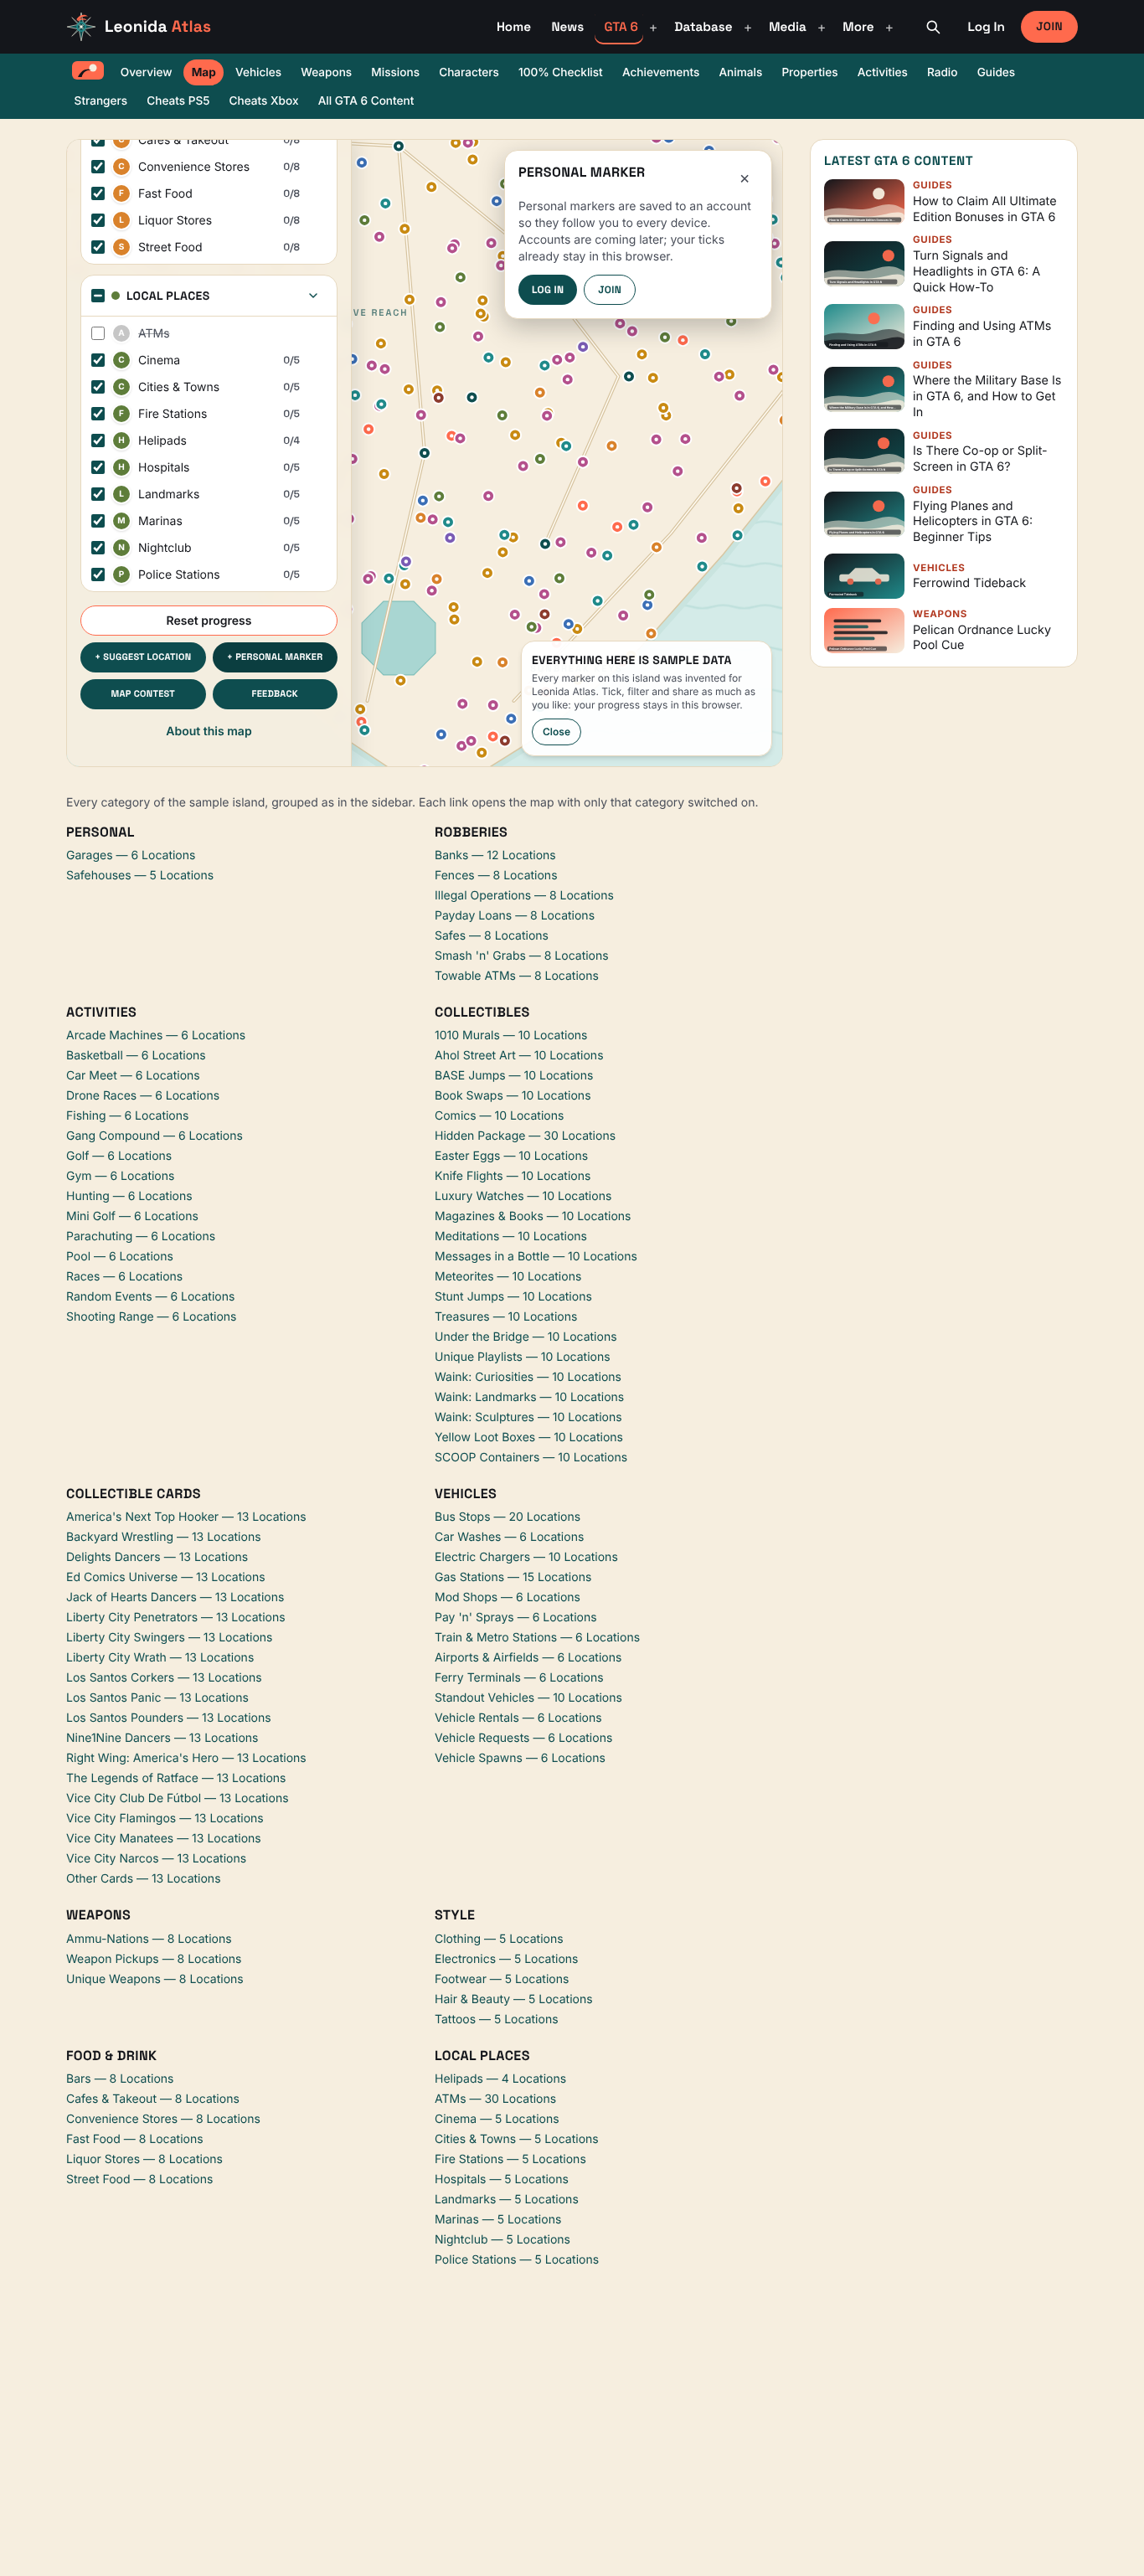 Leonida Atlas
Home
News
GTA 6 +
Database +
Media +
More +
Log In
JOIN
Overview
Map
Vehicles
Weapons
Missions
Characters
100% Checklist
Achievements
Animals
Properties
Activities
Radio
Guides
Strangers
Cheats PS5
Cheats Xbox
All GTA 6 Content
Cafes & Takeout 0/8
C Convenience Stores 0/8
F Fast Food 0/8
L Liquor Stores 0/8
S Street Food 0/8
LOCAL PLACES
A ATMs
C Cinema 0/5
C Cities & Towns 0/5
F Fire Stations 0/5
H Helipads 0/4
H Hospitals 0/5
L Landmarks 0/5
M Marinas 0/5
N Nightclub 0/5
P Police Stations 0/5
Reset progress
+ SUGGEST LOCATION
+ PERSONAL MARKER
MAP CONTEST
FEEDBACK
About this map
VE REACH
PERSONAL MARKER
×
Personal markers are saved to an account
so they follow you to every device.
Accounts are coming later; your ticks
already stay in this browser.
LOG IN
JOIN
EVERYTHING HERE IS SAMPLE DATA
Every marker on this island was invented for
Leonida Atlas. Tick, filter and share as much as
you like: your progress stays in this browser.
Close
LATEST GTA 6 CONTENT
GUIDES
How to Claim All Ultimate
Edition Bonuses in GTA 6
GUIDES
Turn Signals and
Headlights in GTA 6: A
Quick How-To
GUIDES
Finding and Using ATMs
in GTA 6
GUIDES
Where the Military Base Is
in GTA 6, and How to Get
In
GUIDES
Is There Co-op or Split-
Screen in GTA 6?
GUIDES
Flying Planes and
Helicopters in GTA 6:
Beginner Tips
VEHICLES
Ferrowind Tideback
WEAPONS
Pelican Ordnance Lucky
Pool Cue
Every category of the sample island, grouped as in the sidebar. Each link opens the map with only that category switched on.
PERSONAL
Garages — 6 Locations
Safehouses — 5 Locations
ROBBERIES
Banks — 12 Locations
Fences — 8 Locations
Illegal Operations — 8 Locations
Payday Loans — 8 Locations
Safes — 8 Locations
Smash 'n' Grabs — 8 Locations
Towable ATMs — 8 Locations
ACTIVITIES
Arcade Machines — 6 Locations
Basketball — 6 Locations
Car Meet — 6 Locations
Drone Races — 6 Locations
Fishing — 6 Locations
Gang Compound — 6 Locations
Golf — 6 Locations
Gym — 6 Locations
Hunting — 6 Locations
Mini Golf — 6 Locations
Parachuting — 6 Locations
Pool — 6 Locations
Races — 6 Locations
Random Events — 6 Locations
Shooting Range — 6 Locations
COLLECTIBLES
1010 Murals — 10 Locations
Ahol Street Art — 10 Locations
BASE Jumps — 10 Locations
Book Swaps — 10 Locations
Comics — 10 Locations
Hidden Package — 30 Locations
Easter Eggs — 10 Locations
Knife Flights — 10 Locations
Luxury Watches — 10 Locations
Magazines & Books — 10 Locations
Meditations — 10 Locations
Messages in a Bottle — 10 Locations
Meteorites — 10 Locations
Stunt Jumps — 10 Locations
Treasures — 10 Locations
Under the Bridge — 10 Locations
Unique Playlists — 10 Locations
Waink: Curiosities — 10 Locations
Waink: Landmarks — 10 Locations
Waink: Sculptures — 10 Locations
Yellow Loot Boxes — 10 Locations
SCOOP Containers — 10 Locations
COLLECTIBLE CARDS
America's Next Top Hooker — 13 Locations
Backyard Wrestling — 13 Locations
Delights Dancers — 13 Locations
Ed Comics Universe — 13 Locations
Jack of Hearts Dancers — 13 Locations
Liberty City Penetrators — 13 Locations
Liberty City Swingers — 13 Locations
Liberty City Wrath — 13 Locations
Los Santos Corkers — 13 Locations
Los Santos Panic — 13 Locations
Los Santos Pounders — 13 Locations
Nine1Nine Dancers — 13 Locations
Right Wing: America's Hero — 13 Locations
The Legends of Ratface — 13 Locations
Vice City Club De Fútbol — 13 Locations
Vice City Flamingos — 13 Locations
Vice City Manatees — 13 Locations
Vice City Narcos — 13 Locations
Other Cards — 13 Locations
VEHICLES
Bus Stops — 20 Locations
Car Washes — 6 Locations
Electric Chargers — 10 Locations
Gas Stations — 15 Locations
Mod Shops — 6 Locations
Pay 'n' Sprays — 6 Locations
Train & Metro Stations — 6 Locations
Airports & Airfields — 6 Locations
Ferry Terminals — 6 Locations
Standout Vehicles — 10 Locations
Vehicle Rentals — 6 Locations
Vehicle Requests — 6 Locations
Vehicle Spawns — 6 Locations
WEAPONS
Ammu-Nations — 8 Locations
Weapon Pickups — 8 Locations
Unique Weapons — 8 Locations
STYLE
Clothing — 5 Locations
Electronics — 5 Locations
Footwear — 5 Locations
Hair & Beauty — 5 Locations
Tattoos — 5 Locations
FOOD & DRINK
Bars — 8 Locations
Cafes & Takeout — 8 Locations
Convenience Stores — 8 Locations
Fast Food — 8 Locations
Liquor Stores — 8 Locations
Street Food — 8 Locations
LOCAL PLACES
Helipads — 4 Locations
ATMs — 30 Locations
Cinema — 5 Locations
Cities & Towns — 5 Locations
Fire Stations — 5 Locations
Hospitals — 5 Locations
Landmarks — 5 Locations
Marinas — 5 Locations
Nightclub — 5 Locations
Police Stations — 5 Locations